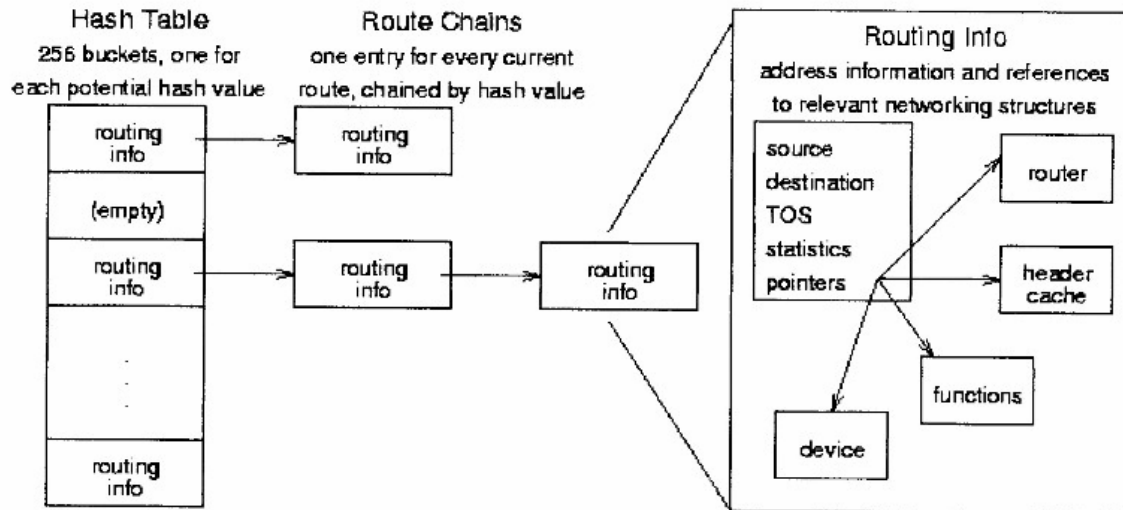 Hash Table
256 buckets, one for
each potential hash value
routing
info
(empty)
routing
info
.
.
.
.
routing
info
Route Chains
one entry for every current
route, chained by hash value
routing
info
routing
info
routing
info
Routing Info
address information and references
to relevant networking structures
source
destination
TOS
statistics
pointers
router
header
cache
functions
device